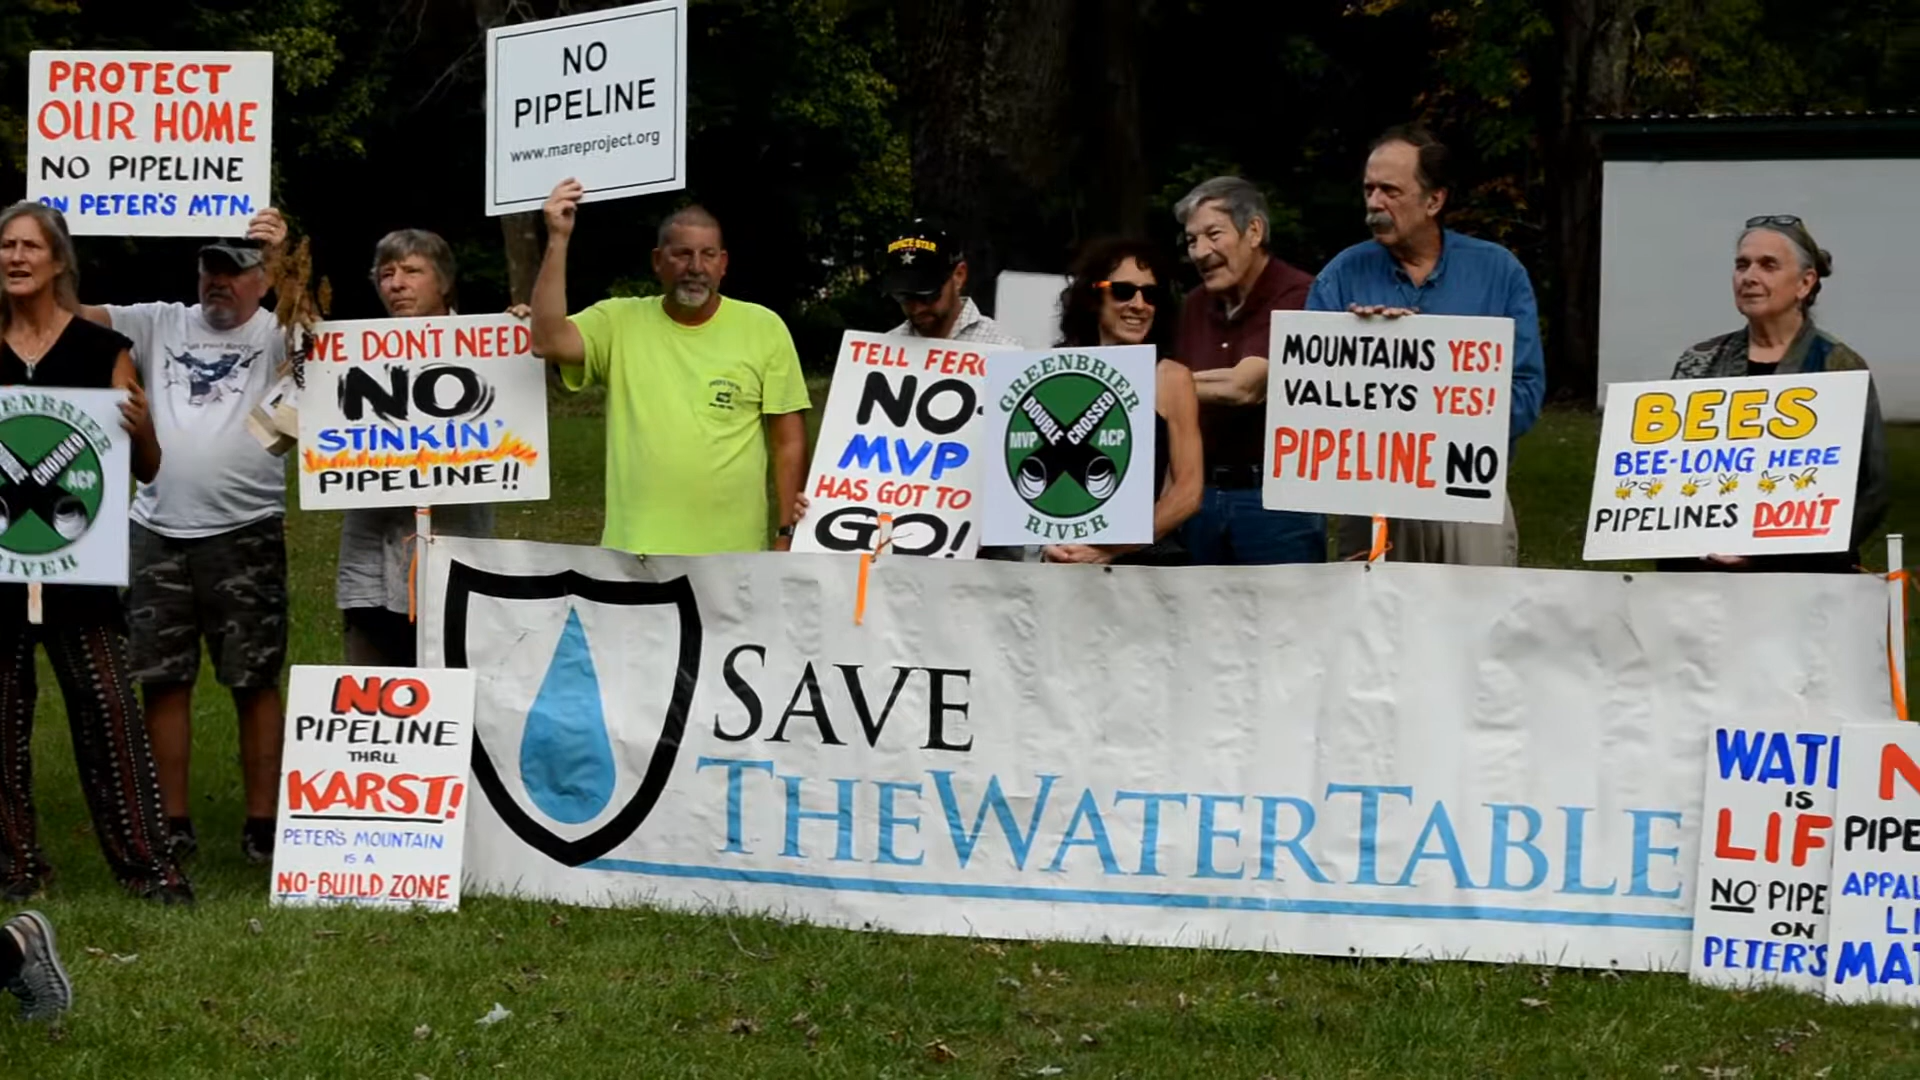 PROTECT
OUR HOME
NO PIPELINE
ON PETER'S MTN.
NO
PIPELINE
www.mareproject.org
WE DON'T NEED
NO
STINKIN'
PIPELINE!!
TELL FERC
NO
MVP
HAS GOT TO
GO!
GREENBRIER
DOUBLE CROSSED
MVP ACP
RIVER
MOUNTAINS YES!
VALLEYS YES!
PIPELINE NO
BEES
BEE-LONG HERE
PIPELINES DON'T
CROSSED
ACP
NO
PIPELINE
THRU
KARST!
PETER'S MOUNTAIN
IS A
NO-BUILD ZONE
SAVE
THEWATERTABLE
IS
NO PIPE
ON
PETER'S